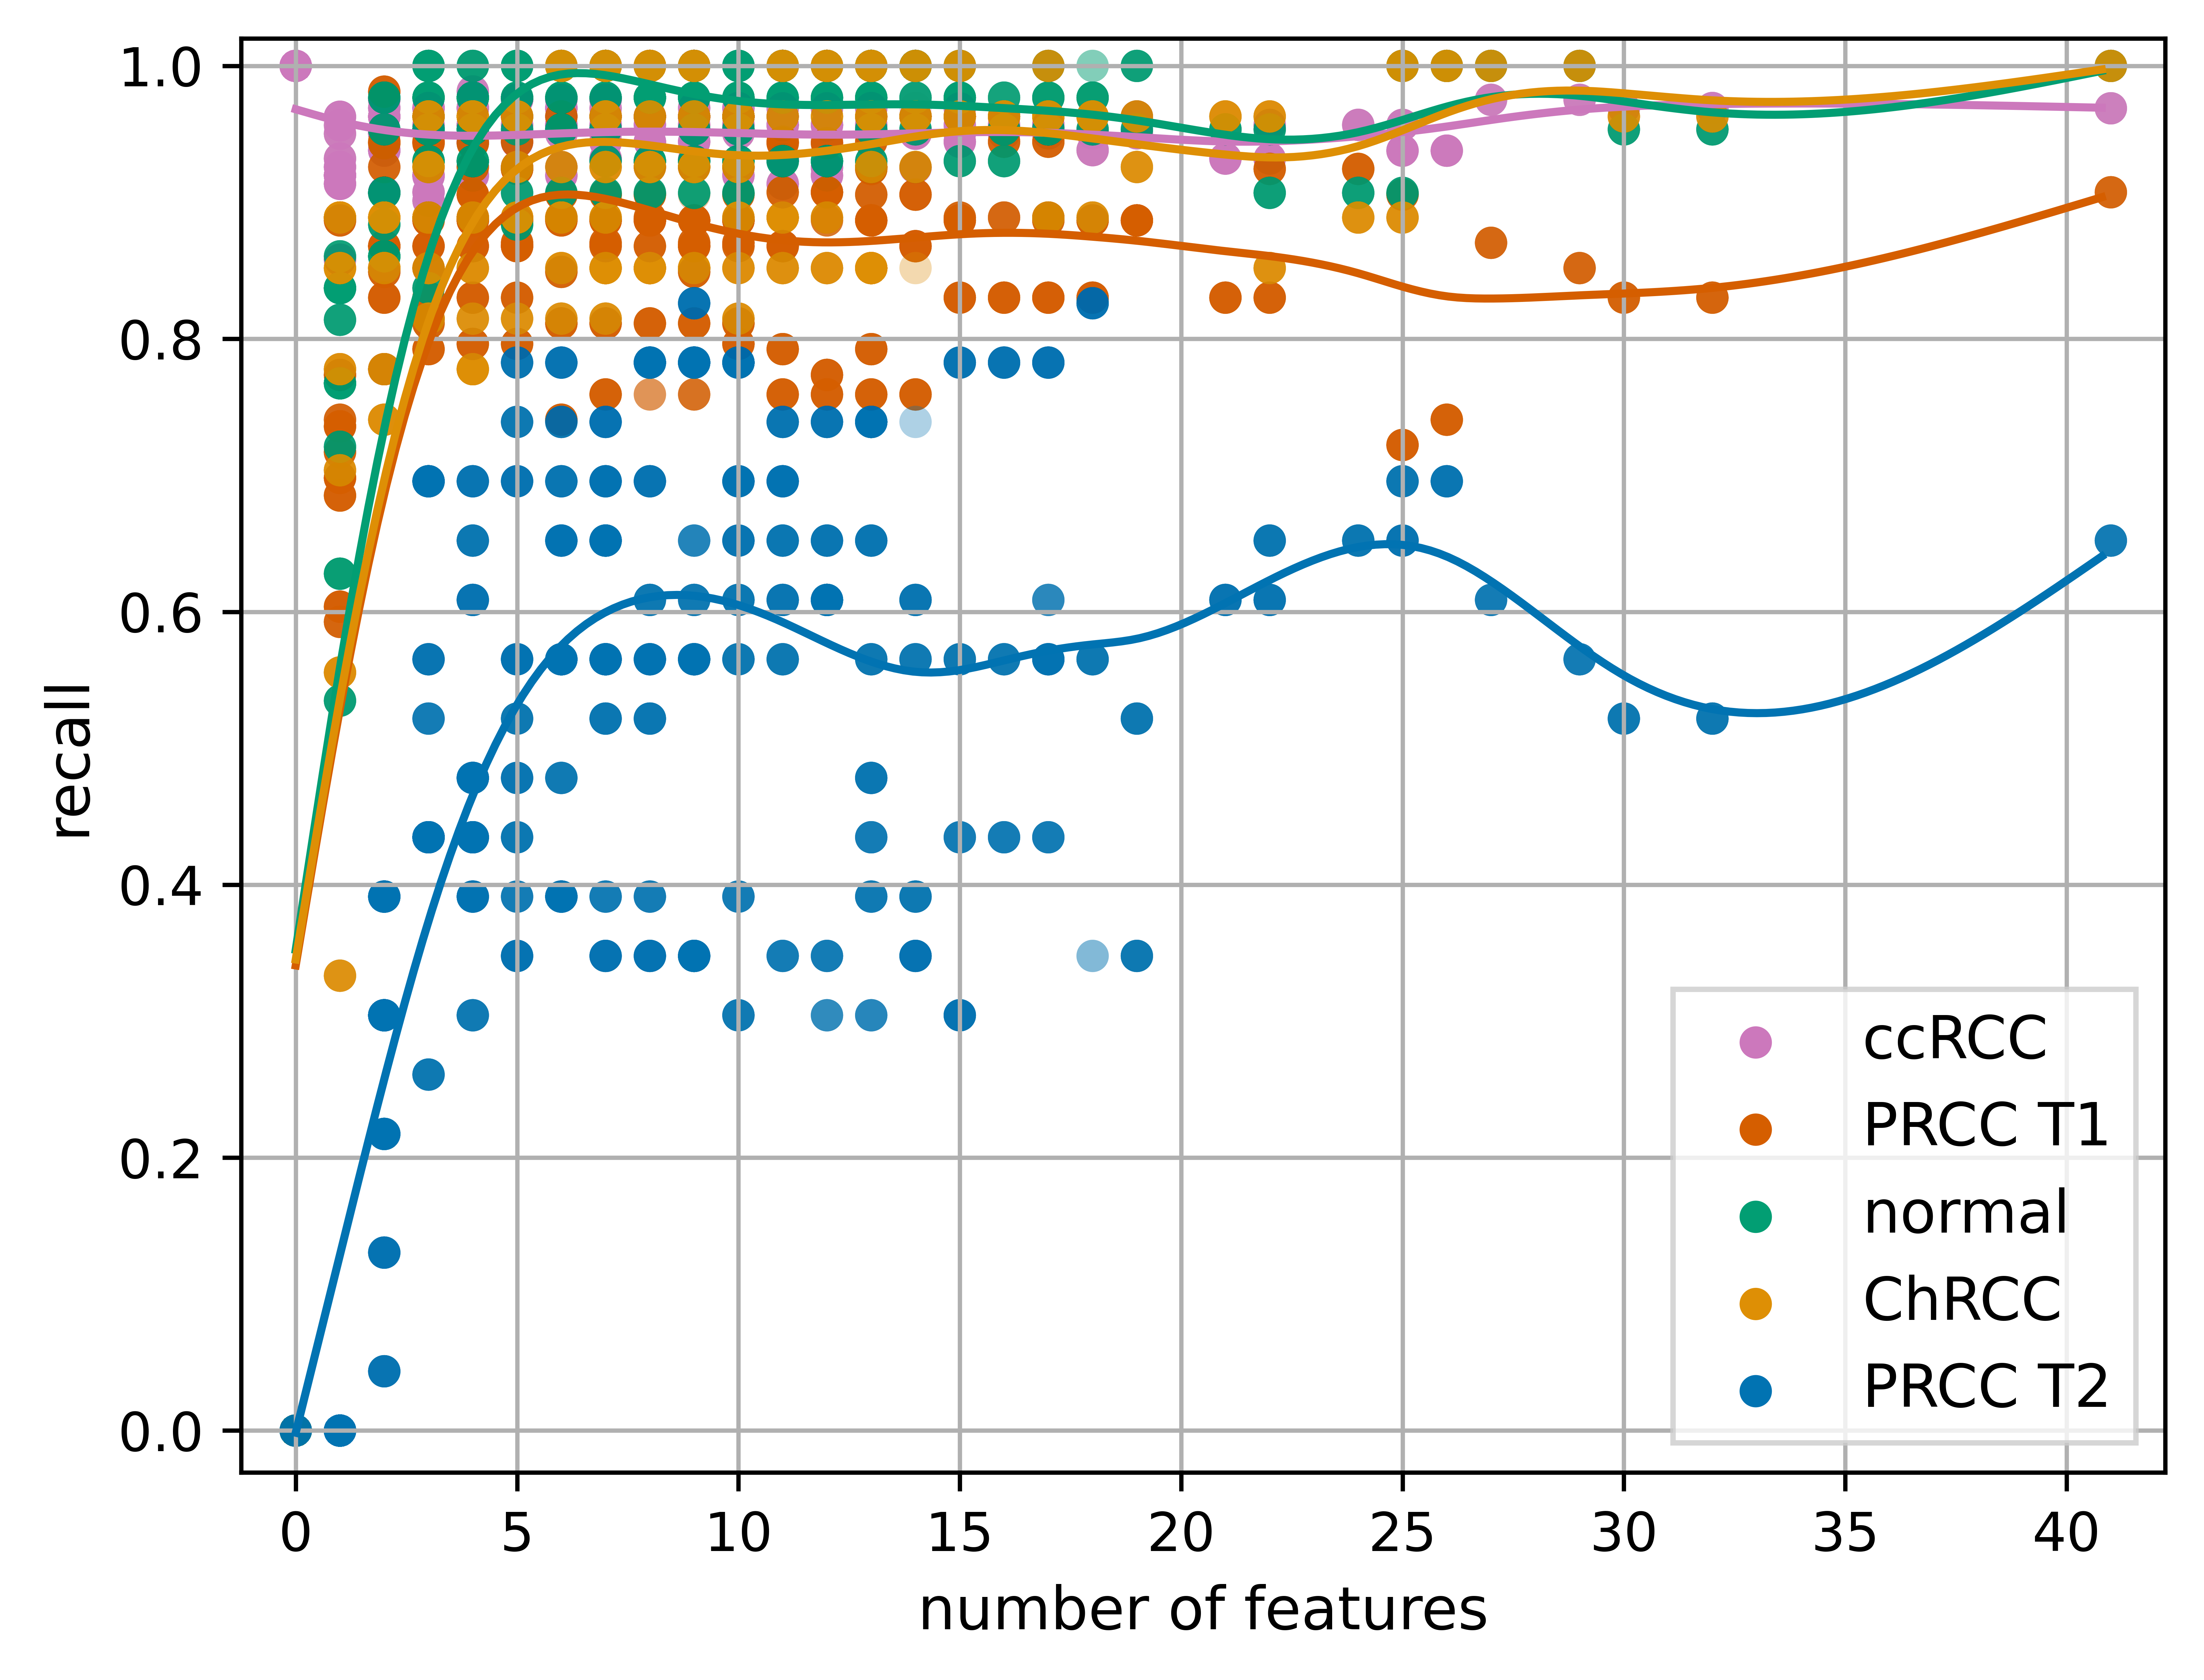 1.0
0.8
0.6
0.4
0.2
0.0
recall
0 5 10 15 20 25 30 35 40
number of features
ccRCC
PRCC T1
normal
ChRCC
PRCC T2